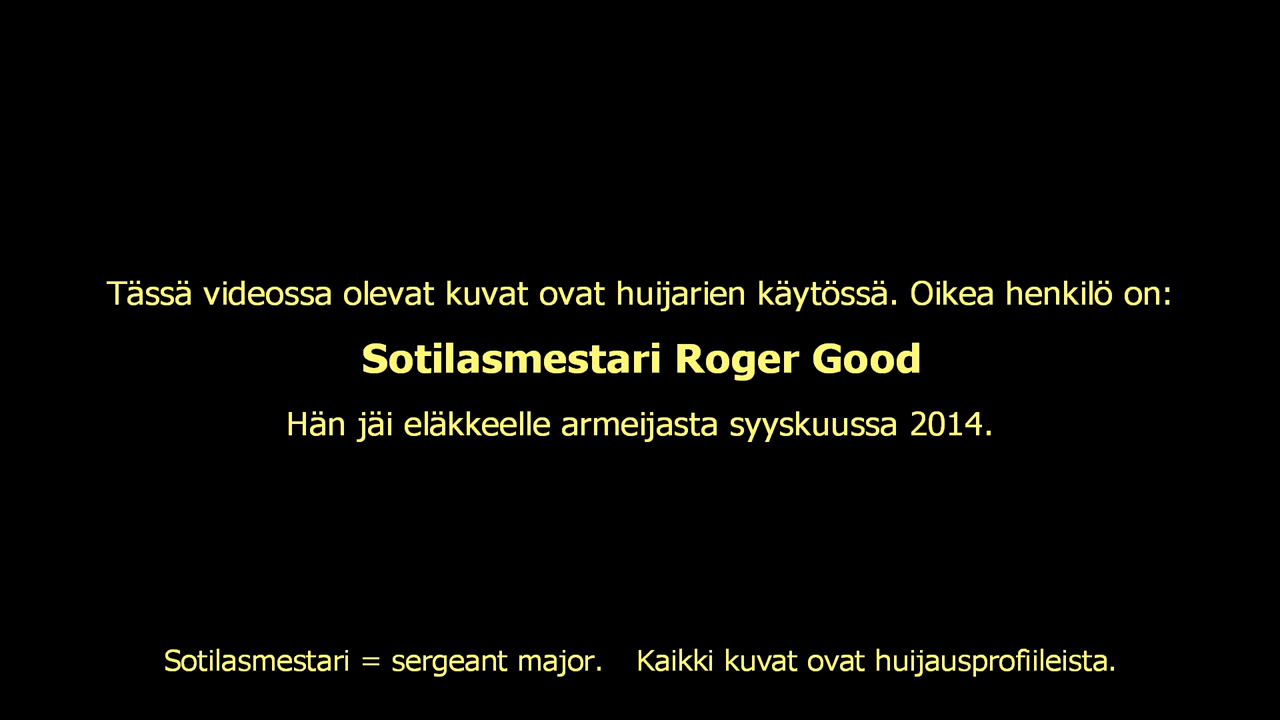 Tässä videossa olevat kuvat ovat huijarien käytössä. Oikea henkilö on:
Sotilasmestari Roger Good
Hän jäi eläkkeelle armeijasta syyskuussa 2014.
Sotilasmestari = sergeant major. Kaikki kuvat ovat huijausprofiileista.